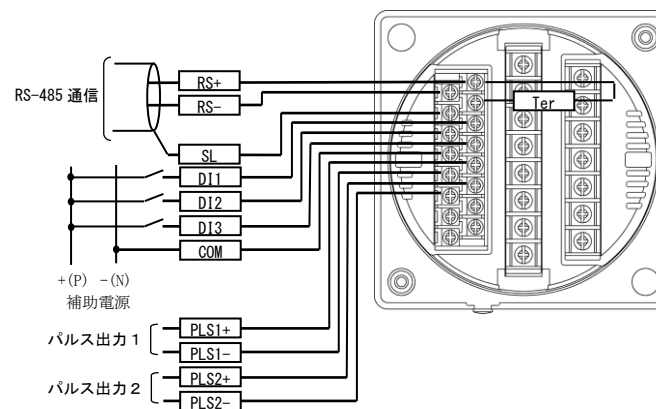 RS-485 通信
RS+
RS-
SL
DI1
DI2
DI3
COM
Ter
+(P) -(N)
補助電源
パルス出力1
PLS1+
PLS1-
パルス出力2
PLS2+
PLS2-